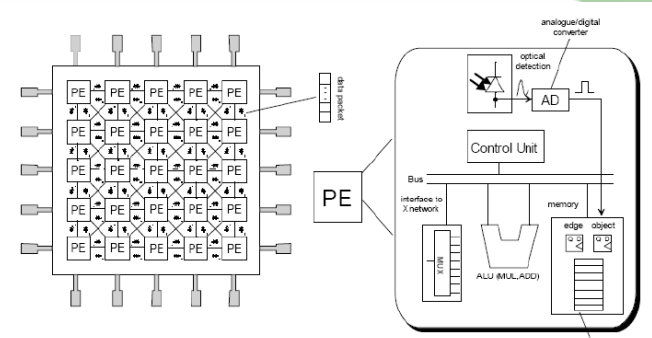 PE PE PE PE PE
PE PE PE PE PE
PE PE PE PE PE
PE PE PE PE PE
PE PE PE PE PE
data packet
PE
analogue/digital
converter
optical
detection
AD
Control Unit
Bus
interface to
X network
memory
edge object
MUX
ALU (MUL,ADD)